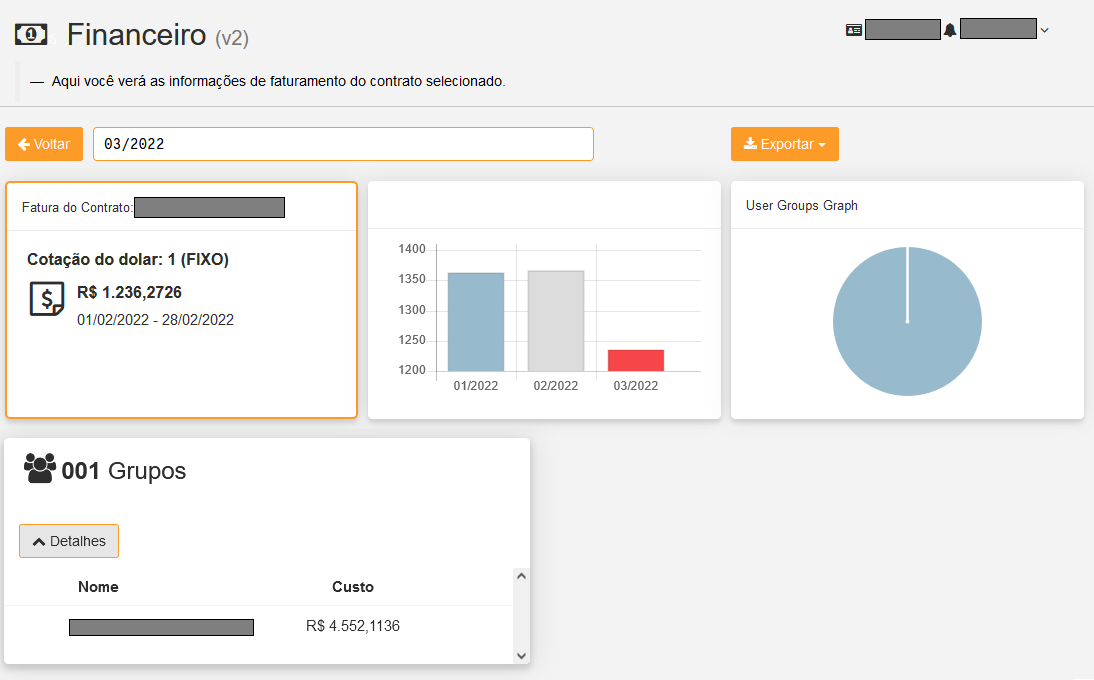 Financeiro (v2)
— Aqui você verá as informações de faturamento do contrato selecionado.
Voltar
03/2022
Exportar
Fatura do Contrato:
Cotação do dolar: 1 (FIXO)
R$ 1.236,2726
01/02/2022 - 28/02/2022
1400
1350
1300
1250
1200
01/2022 02/2022 03/2022
User Groups Graph
001 Grupos
Detalhes
Nome Custo
R$ 4.552,1136